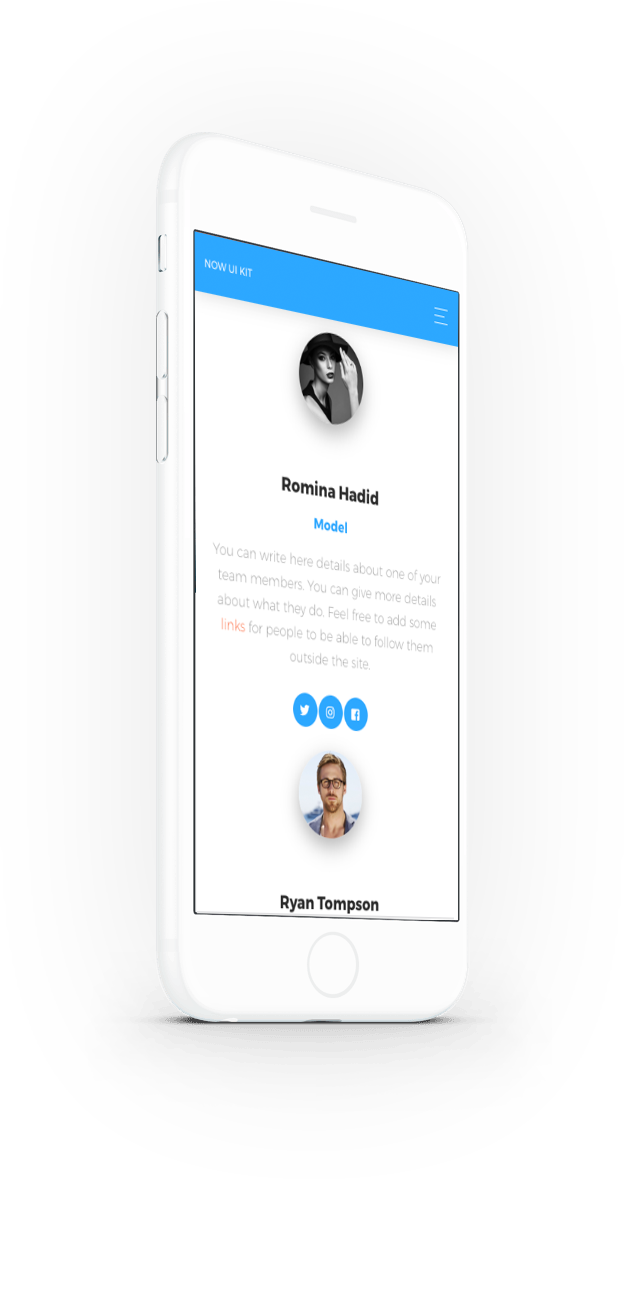 NOW UI KIT
Romina Hadid
Model
You can write here details about one of your
team members. You can give more details
about what they do. Feel free to add some
links for people to be able to follow them
outside the site.
Ryan Tompson